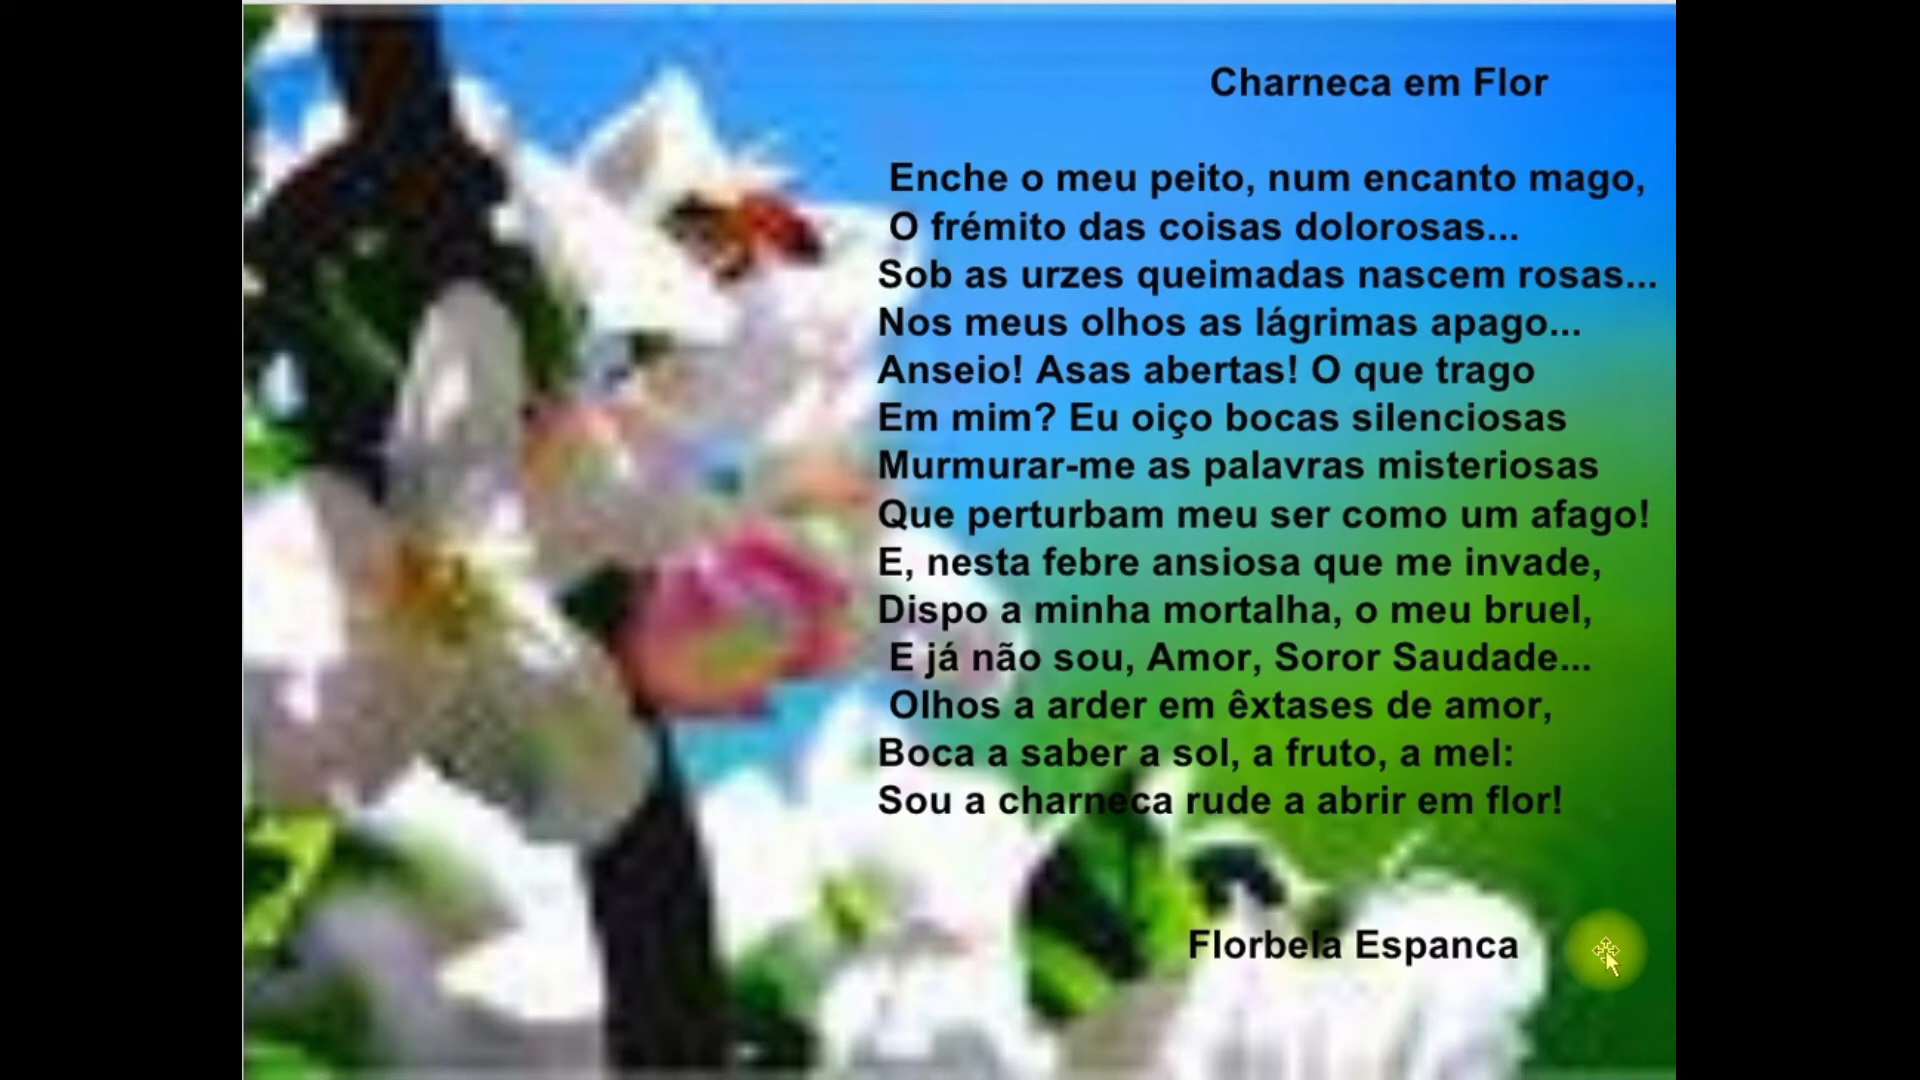 Charneca em Flor
Enche o meu peito, num encanto mago,
O frémito das coisas dolorosas...
Sob as urzes queimadas nascem rosas...
Nos meus olhos as lágrimas apago...
Anseio! Asas abertas! O que trago
Em mim? Eu oiço bocas silenciosas
Murmurar-me as palavras misteriosas
Que perturbam meu ser como um afago!
E, nesta febre ansiosa que me invade,
Dispo a minha mortalha, o meu bruel,
E já não sou, Amor, Soror Saudade...
Olhos a arder em êxtases de amor,
Boca a saber a sol, a fruto, a mel:
Sou a charneca rude a abrir em flor!
Florbela Espanca